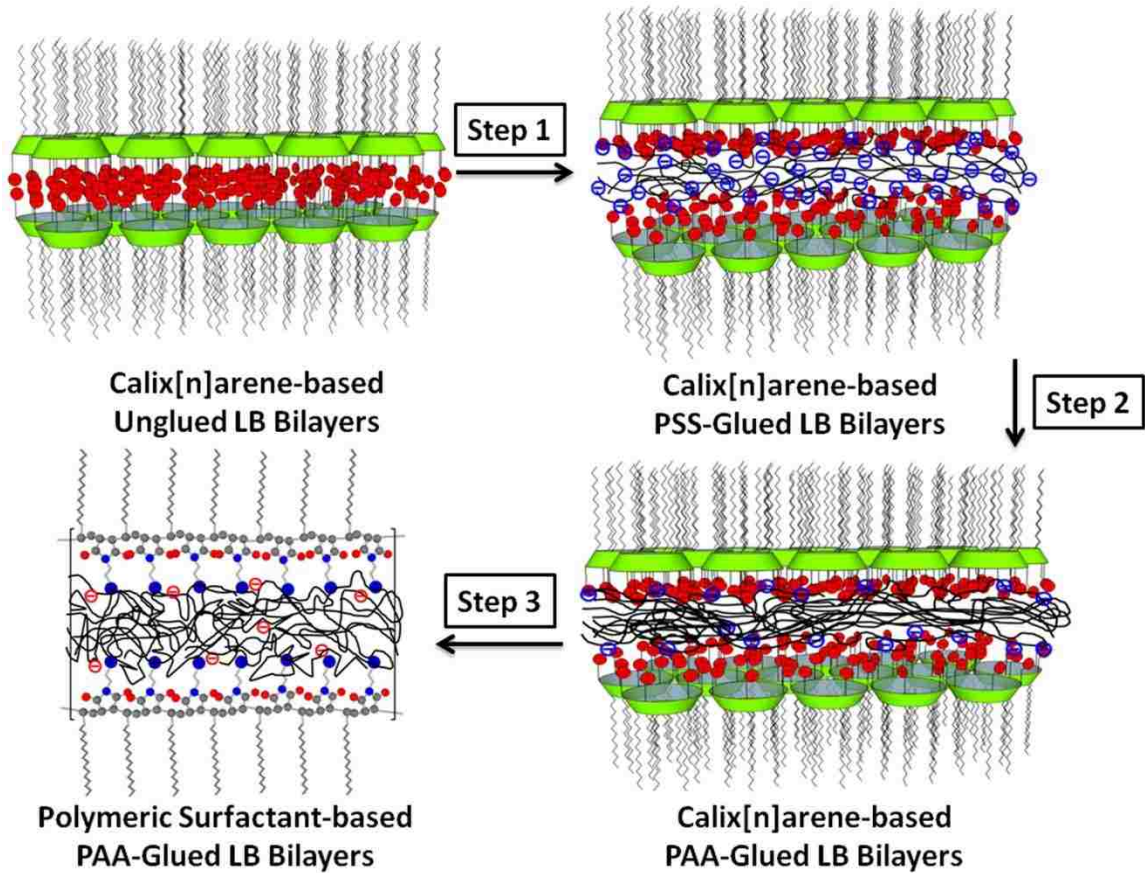 Step 1
Calix[n]arene-based
Unglued LB Bilayers
Calix[n]arene-based
PSS-Glued LB Bilayers
Step 2
Step 3
Polymeric Surfactant-based
PAA-Glued LB Bilayers
Calix[n]arene-based
PAA-Glued LB Bilayers